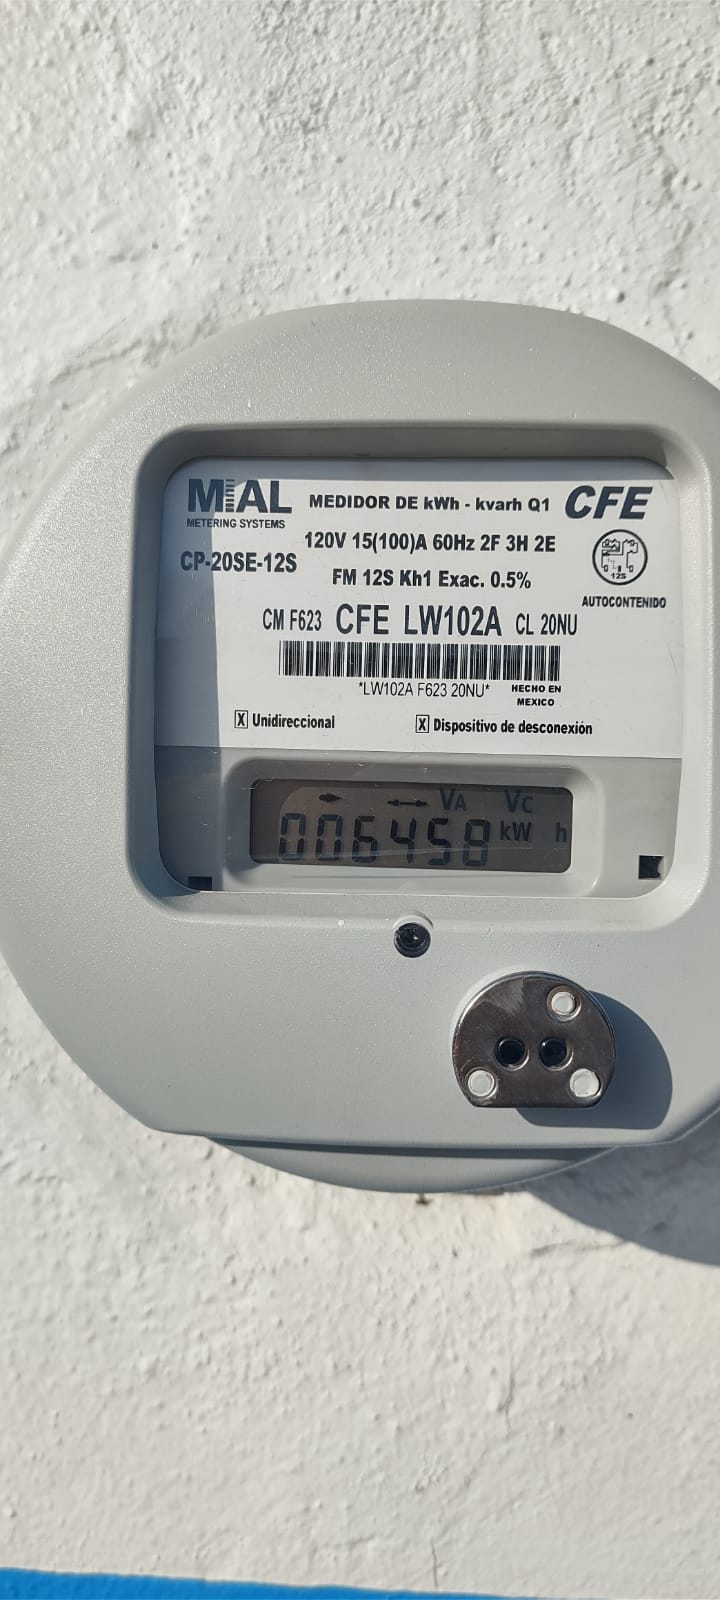 MIAL METERING SYSTEMS
MEDIDOR DE kWh - kvarh Q1
CFE
120V 15(100)A 60Hz 2F 3H 2E
CP-20SE-12S
FM 12S Kh1 Exac. 0.5%
12S
AUTOCONTENIDO
CM F623 CFE LW102A CL 20NU
*LW102A F623 20NU*
HECHO EN
MEXICO
X Unidireccional
X Dispositivo de desconexión
VA VC
006458 kW h